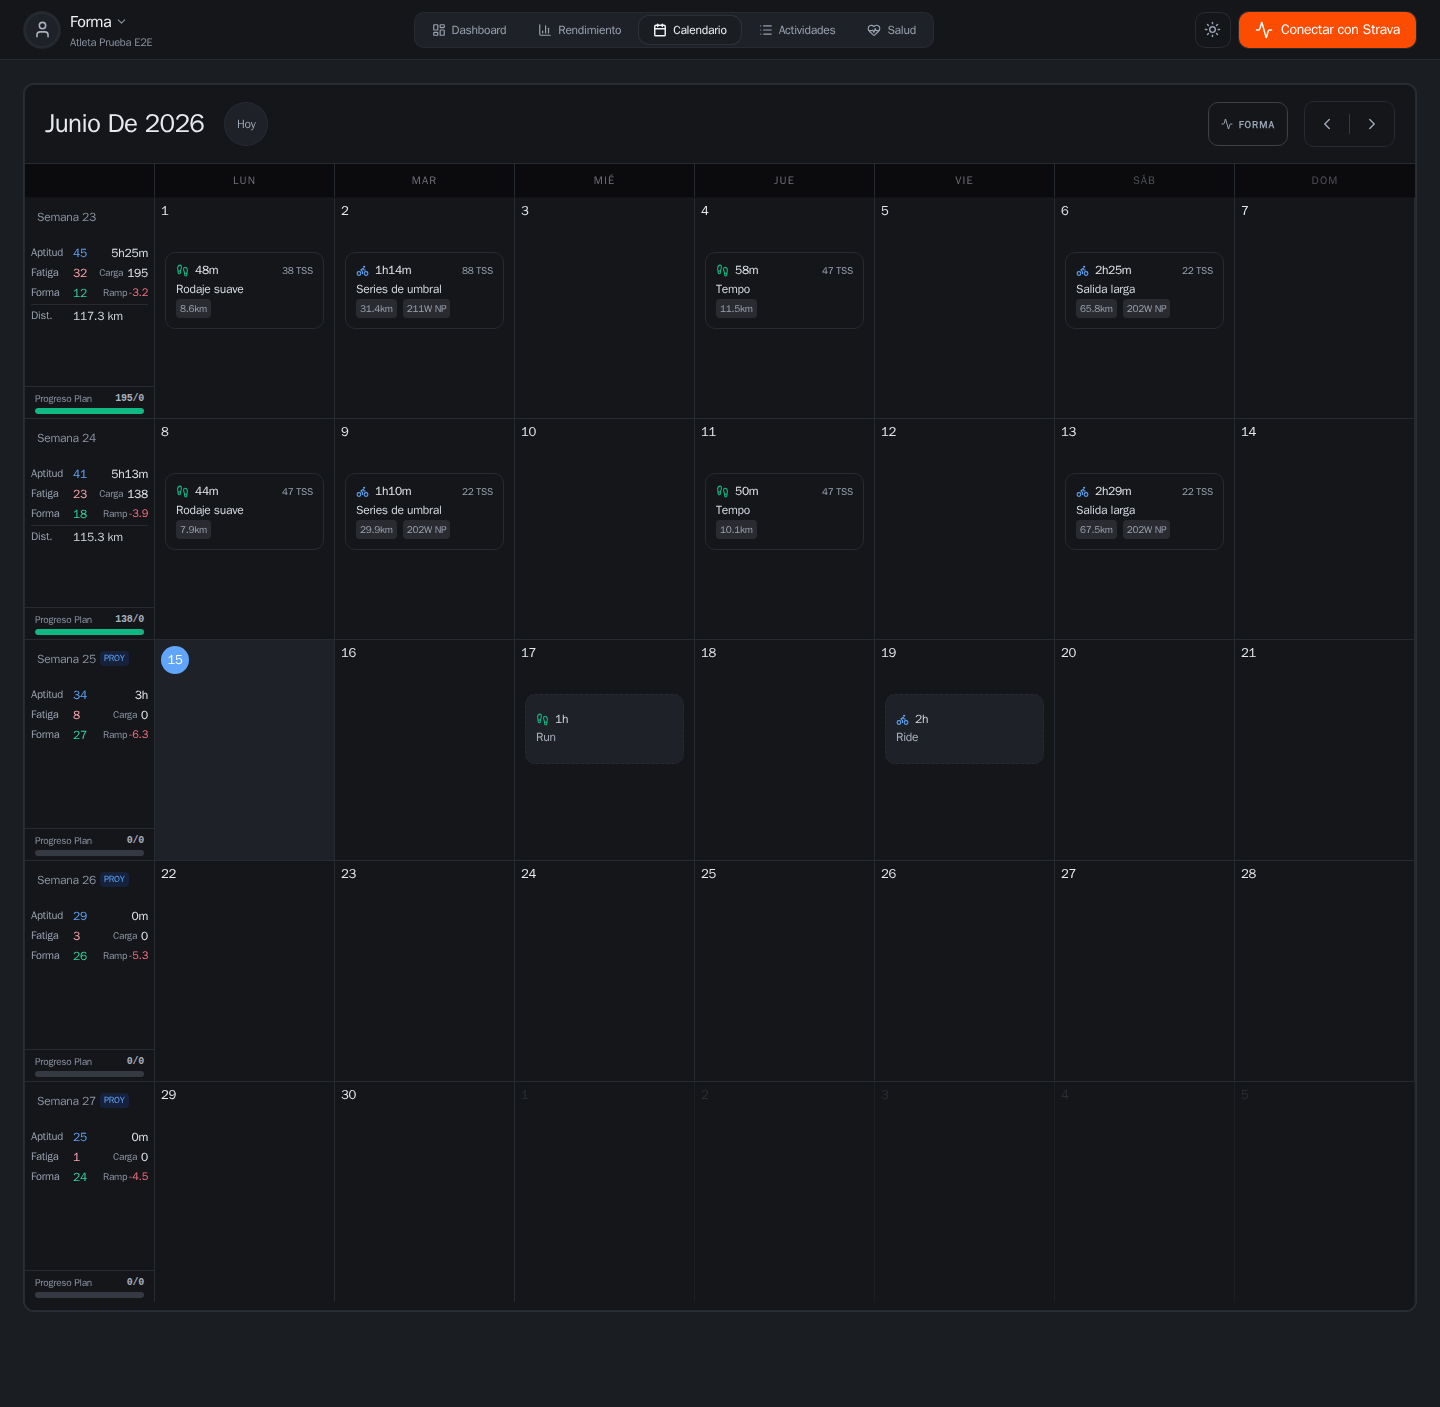 Forma
Atleta Prueba E2E
Dashboard Rendimiento Calendario Actividades Salud
Conectar con Strava
Junio De 2026 Hoy
FORMA
LUN MAR MIÉ JUE VIE SÁB DOM
Semana 23
Aptitud 45 5h25m
Fatiga 32 Carga 195
Forma 12 Ramp -3.2
Dist. 117.3 km
Progreso Plan 195/0
1
48m 38 TSS
Rodaje suave
8.6km
2
1h14m 88 TSS
Series de umbral
31.4km 211W NP
3
4
58m 47 TSS
Tempo
11.5km
5
6
2h25m 22 TSS
Salida larga
65.8km 202W NP
7
Semana 24
Aptitud 41 5h13m
Fatiga 23 Carga 138
Forma 18 Ramp -3.9
Dist. 115.3 km
Progreso Plan 138/0
8
44m 47 TSS
Rodaje suave
7.9km
9
1h10m 22 TSS
Series de umbral
29.9km 202W NP
10
11
50m 47 TSS
Tempo
10.1km
12
13
2h29m 22 TSS
Salida larga
67.5km 202W NP
14
Semana 25 PROY
Aptitud 34 3h
Fatiga 8 Carga 0
Forma 27 Ramp -6.3
Progreso Plan 0/0
15
16
17
1h
Run
18
19
2h
Ride
20
21
Semana 26 PROY
Aptitud 29 0m
Fatiga 3 Carga 0
Forma 26 Ramp -5.3
Progreso Plan 0/0
22
23
24
25
26
27
28
Semana 27 PROY
Aptitud 25 0m
Fatiga 1 Carga 0
Forma 24 Ramp -4.5
Progreso Plan 0/0
29
30
1
2
3
4
5